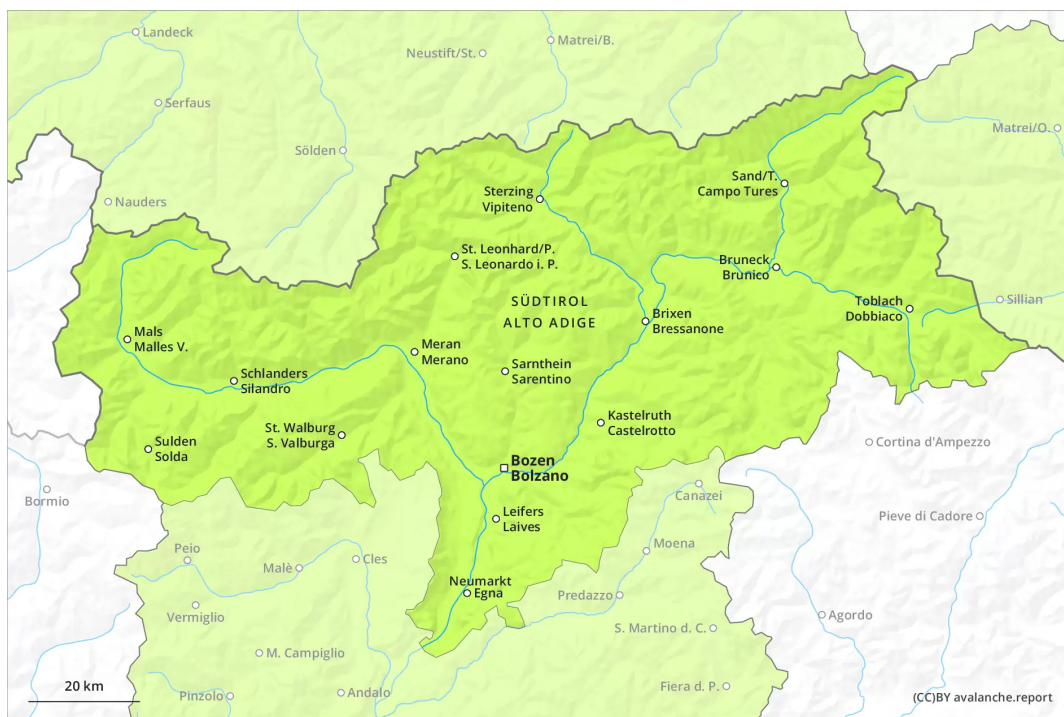 Landeck
Neustift/St.
Matrei/B.
Serfaus
Sölden
Matrei/O.
Nauders
Sterzing
Vipiteno
Sand/T.
Campo Tures
St. Leonhard/P.
S. Leonardo i. P.
Bruneck
Brunico
SÜDTIROL
ALTO ADIGE
Toblach
Dobbiaco
Sillian
Brixen
Bressanone
Mals
Malles V.
Meran
Merano
Sarnthein
Sarentino
Schlanders
Silandro
Kastelruth
Castelrotto
St. Walburg
S. Valburga
Sulden
Solda
Cortina d'Ampezzo
Bozen
Bolzano
Bormio
Canazei
Leifers
Laives
Pieve di Cadore
Peio
Malè
Cles
Moena
Neumarkt
Egna
Predazzo
Vermiglio
Agordo
S. Martino d. C.
M. Campiglio
20 km
Pinzolo
Andalo
Fiera d. P.
(CC)BY avalanche.report